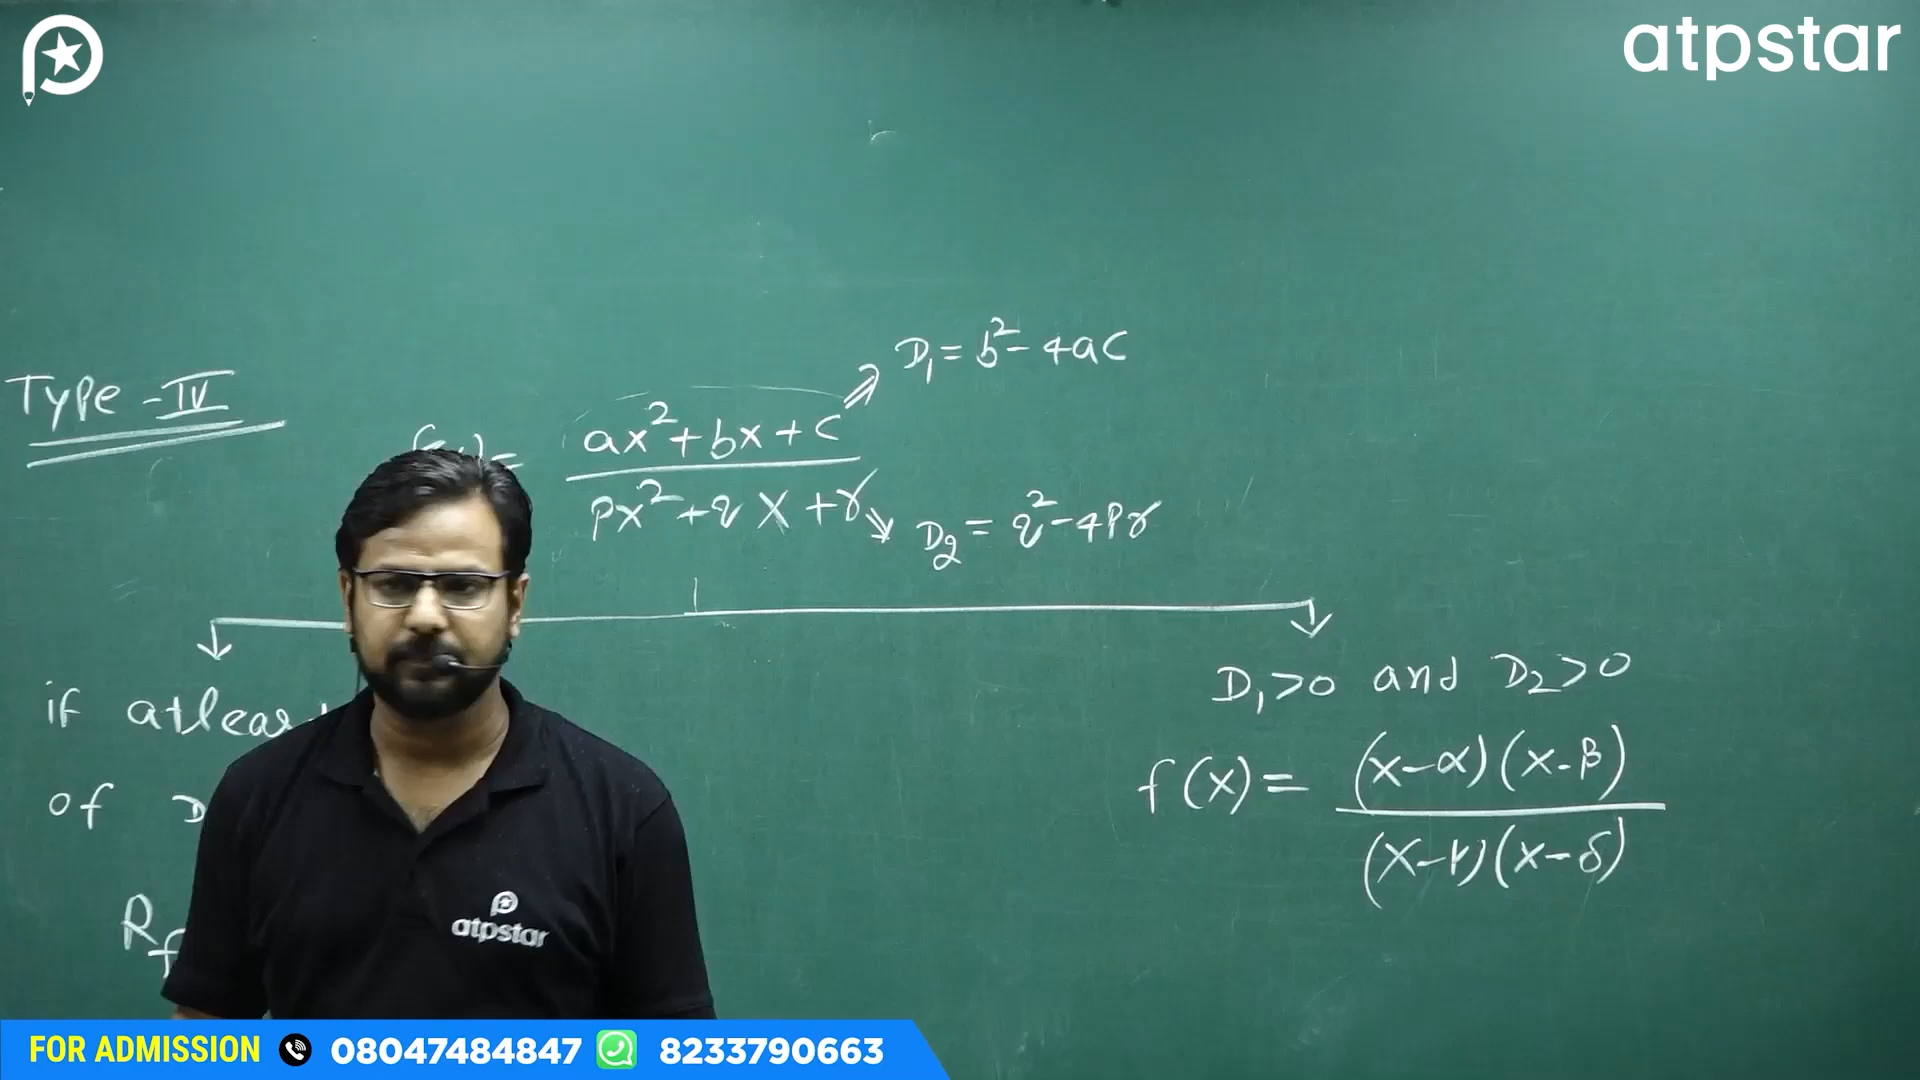 atpstar
D₁ = b² - 4ac
Type - IV
ax² + bx + c
px² + qx + r
D₂ = q² - 4pr
D₁ > 0 and D₂ > 0
if
of D
f(x) = (x-α)(x-β)
(x-γ)(x-δ)
R_f
atpstar
FOR ADMISSION 08047484847 8233790663